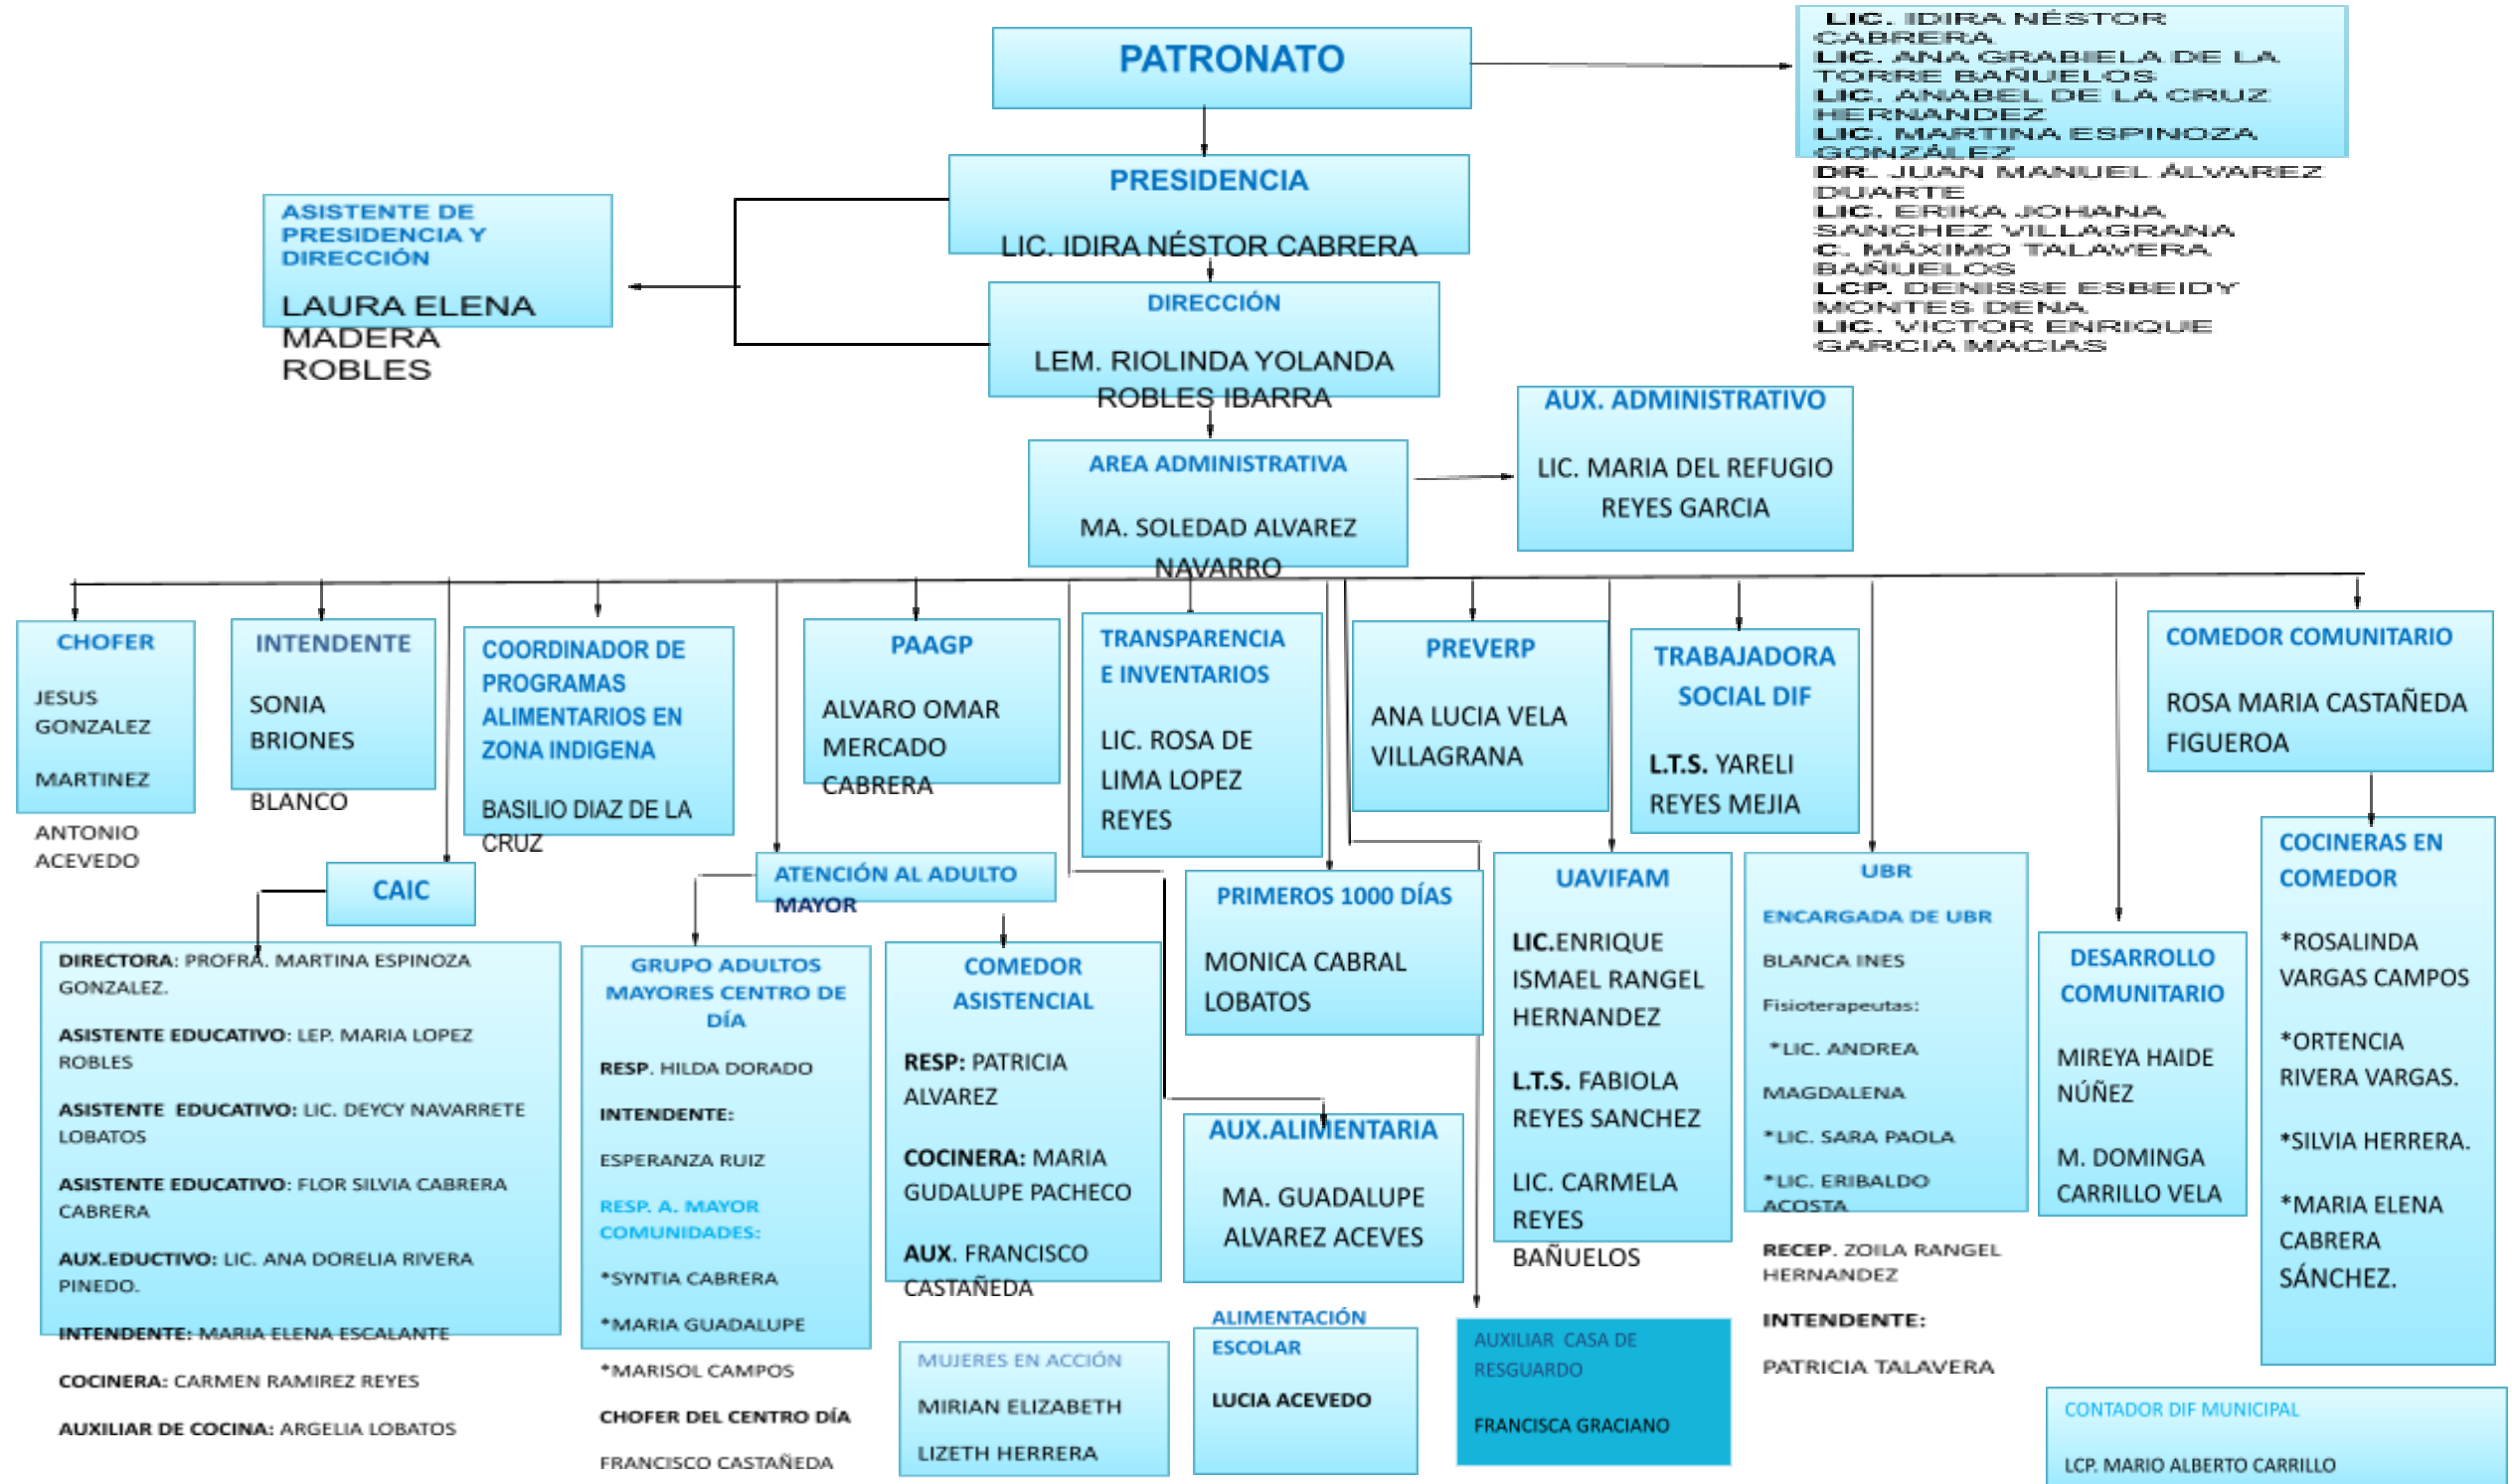 PATRONATO
LIC. IDIRA NÉSTOR
CABRERA
LIC. ANA GRABIELA DE LA
TORRE BAÑUELOS
LIC. ANABEL DE LA CRUZ
HERNANDEZ
LIC. MARTINA ESPINOZA
GONZÁLEZ
DR. JUAN MANUEL ÁLVAREZ
DUARTE
LIC. ERIKA JOHANA
SANCHEZ VILLAGRANA
C. MÁXIMO TALAVERA
BAÑUELOS
LCP. DENISSE ESBEIDY
MONTES DENA
LIC. VICTOR ENRIQUE
GARCIA MACIAS
PRESIDENCIA
LIC. IDIRA NÉSTOR CABRERA
ASISTENTE DE
PRESIDENCIA Y
DIRECCIÓN
LAURA ELENA
MADERA
ROBLES
DIRECCIÓN
LEM. RIOLINDA YOLANDA
ROBLES IBARRA
AREA ADMINISTRATIVA
MA. SOLEDAD ALVAREZ
NAVARRO
AUX. ADMINISTRATIVO
LIC. MARIA DEL REFUGIO
REYES GARCIA
CHOFER
JESUS
GONZALEZ
MARTINEZ
ANTONIO
ACEVEDO
INTENDENTE
SONIA
BRIONES
BLANCO
COORDINADOR DE
PROGRAMAS
ALIMENTARIOS EN
ZONA INDIGENA
BASILIO DIAZ DE LA
CRUZ
PAAGP
ALVARO OMAR
MERCADO
CABRERA
TRANSPARENCIA
E INVENTARIOS
LIC. ROSA DE
LIMA LOPEZ
REYES
PREVERP
ANA LUCIA VELA
VILLAGRANA
TRABAJADORA
SOCIAL DIF
L.T.S. YARELI
REYES MEJIA
COMEDOR COMUNITARIO
ROSA MARIA CASTAÑEDA
FIGUEROA
CAIC
DIRECTORA: PROFRA. MARTINA ESPINOZA
GONZALEZ.
ASISTENTE EDUCATIVO: LEP. MARIA LOPEZ
ROBLES
ASISTENTE EDUCATIVO: LIC. DEYCY NAVARRETE
LOBATOS
ASISTENTE EDUCATIVO: FLOR SILVIA CABRERA
CABRERA
AUX.EDUCTIVO: LIC. ANA DORELIA RIVERA
PINEDO.
INTENDENTE: MARIA ELENA ESCALANTE
COCINERA: CARMEN RAMIREZ REYES
AUXILIAR DE COCINA: ARGELIA LOBATOS
ATENCIÓN AL ADULTO
MAYOR
GRUPO ADULTOS
MAYORES CENTRO DE
DÍA
RESP. HILDA DORADO
INTENDENTE:
ESPERANZA RUIZ
RESP. A. MAYOR
COMUNIDADES:
*SYNTIA CABRERA
*MARIA GUADALUPE
*MARISOL CAMPOS
CHOFER DEL CENTRO DÍA
FRANCISCO CASTAÑEDA
COMEDOR
ASISTENCIAL
RESP: PATRICIA
ALVAREZ
COCINERA: MARIA
GUDALUPE PACHECO
AUX. FRANCISCO
CASTAÑEDA
MUJERES EN ACCIÓN
MIRIAN ELIZABETH
LIZETH HERRERA
PRIMEROS 1000 DÍAS
MONICA CABRAL
LOBATOS
AUX.ALIMENTARIA
MA. GUADALUPE
ALVAREZ ACEVES
ALIMENTACIÓN
ESCOLAR
LUCIA ACEVEDO
AUXILIAR CASA DE
RESGUARDO
FRANCISCA GRACIANO
UAVIFAM
LIC.ENRIQUE
ISMAEL RANGEL
HERNANDEZ
L.T.S. FABIOLA
REYES SANCHEZ
LIC. CARMELA
REYES
BAÑUELOS
UBR
ENCARGADA DE UBR
BLANCA INES
Fisioterapeutas:
*LIC. ANDREA
MAGDALENA
*LIC. SARA PAOLA
*LIC. ERIBALDO
ACOSTA
RECEP. ZOILA RANGEL
HERNANDEZ
INTENDENTE:
PATRICIA TALAVERA
DESARROLLO
COMUNITARIO
MIREYA HAIDE
NÚÑEZ
M. DOMINGA
CARRILLO VELA
COCINERAS EN
COMEDOR
*ROSALINDA
VARGAS CAMPOS
*ORTENCIA
RIVERA VARGAS.
*SILVIA HERRERA.
*MARIA ELENA
CABRERA
SÁNCHEZ.
CONTADOR DIF MUNICIPAL
LCP. MARIO ALBERTO CARRILLO